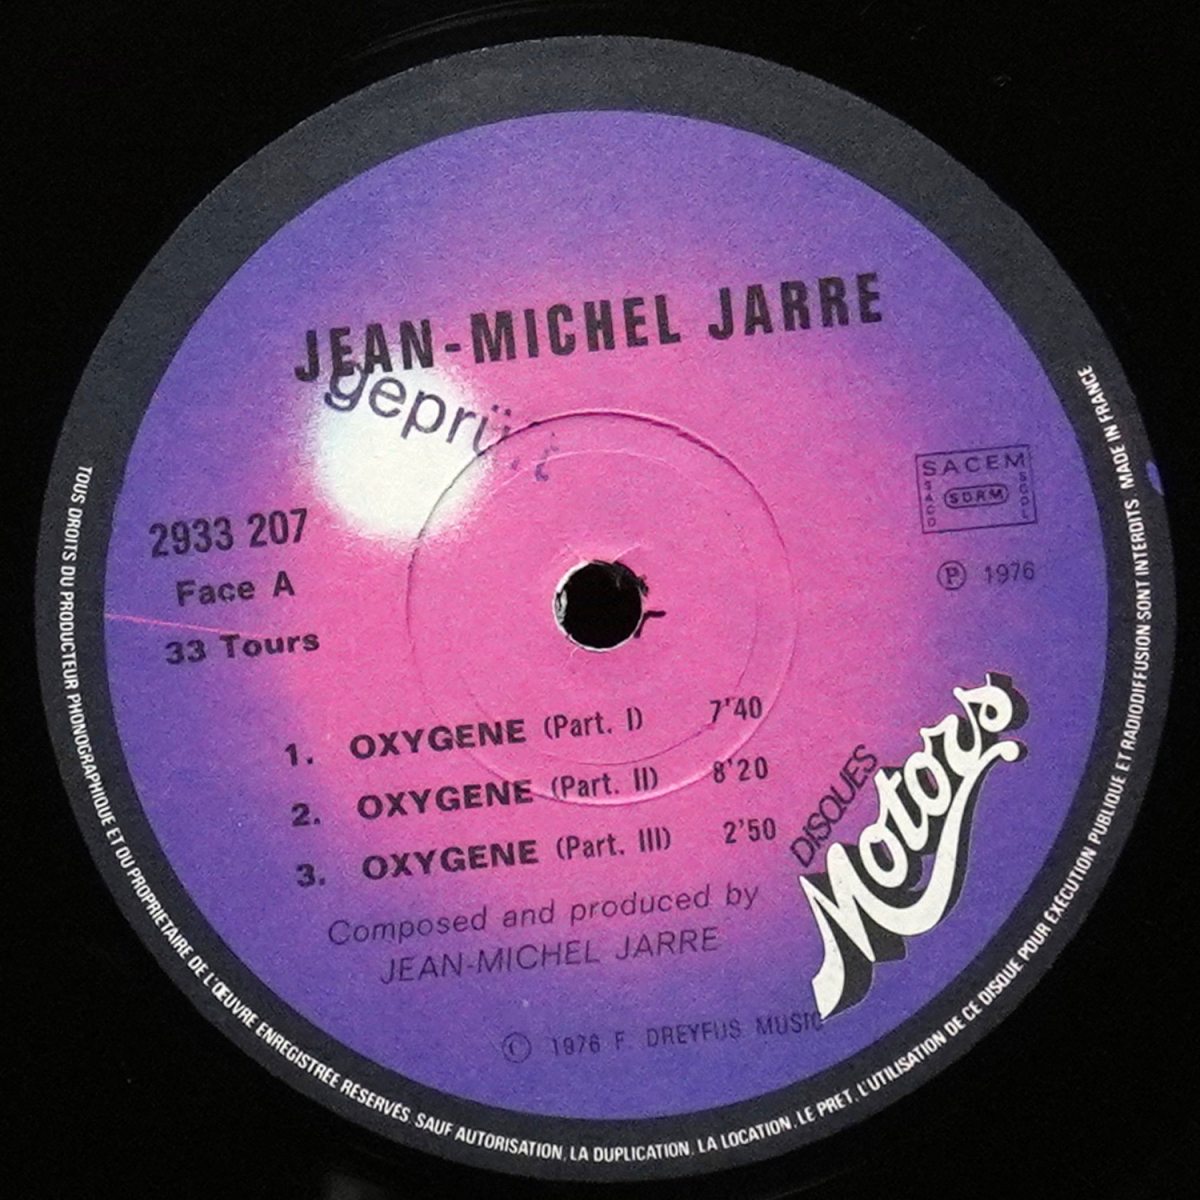 JEAN-MICHEL JARRE
geprüft
2933 207
Face A
33 Tours
SACEM
SACD
SDRM
SGDL
Ⓟ 1976
1. OXYGENE (Part. I) 7'40
2. OXYGENE (Part. II) 8'20
3. OXYGENE (Part. III) 2'50
Composed and produced by
JEAN-MICHEL JARRE
© 1976 F. DREYFUS MUSIC
DISQUES
Motors
TOUS DROITS DU PRODUCTEUR PHONOGRAPHIQUE ET DU PROPRIETAIRE DE L'ŒUVRE ENREGISTREE RESERVES. SAUF AUTORISATION, LA DUPLICATION, LA LOCATION, LE PRET, L'UTILISATION DE CE DISQUE POUR EXECUTION PUBLIQUE ET RADIODIFFUSION SONT INTERDITS. MADE IN FRANCE